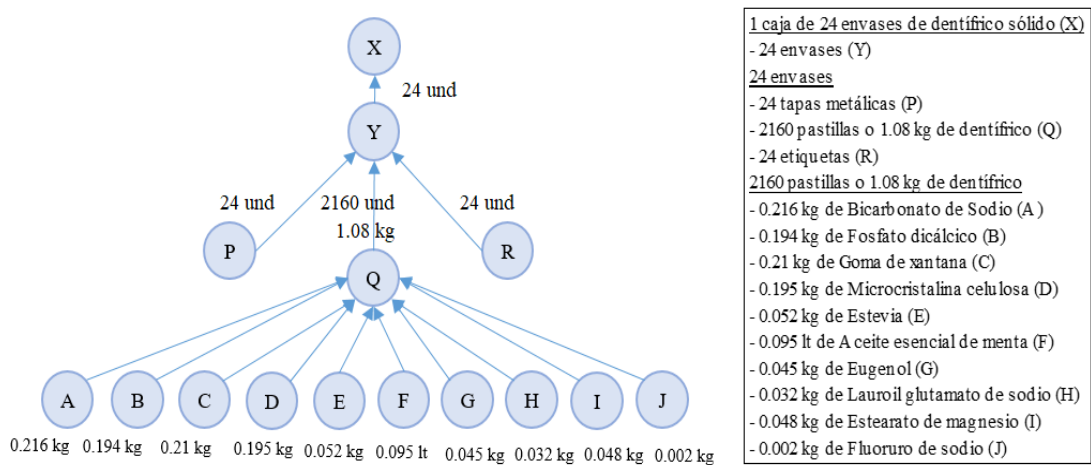 X
24 und
Y
24 und
2160 und
24 und
1.08 kg
P
R
Q
A
B
C
D
E
F
G
H
I
J
0.216 kg
0.194 kg
0.21 kg
0.195 kg
0.052 kg
0.095 lt
0.045 kg
0.032 kg
0.048 kg
0.002 kg
1 caja de 24 envases de dentífrico sólido (X)
- 24 envases (Y)
24 envases
- 24 tapas metálicas (P)
- 2160 pastillas o 1.08 kg de dentífrico (Q)
- 24 etiquetas (R)
2160 pastillas o 1.08 kg de dentífrico
- 0.216 kg de Bicarbonato de Sodio (A)
- 0.194 kg de Fosfato dicálcico (B)
- 0.21 kg de Goma de xantana (C)
- 0.195 kg de Microcristalina celulosa (D)
- 0.052 kg de Estevia (E)
- 0.095 lt de Aceite esencial de menta (F)
- 0.045 kg de Eugenol (G)
- 0.032 kg de Lauroil glutamato de sodio (H)
- 0.048 kg de Estearato de magnesio (I)
- 0.002 kg de Fluoruro de sodio (J)